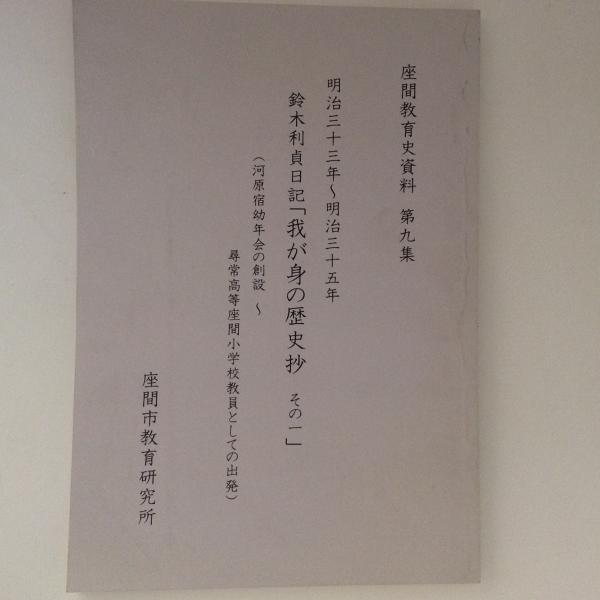 座間教育史資料 第九集
明治三十三年〜明治三十五年
鈴木利貞日記「我が身の歴史抄 その一」
（河原宿幼年会の創設 〜
尋常高等座間小学校教員としての出発）
座間市教育研究所